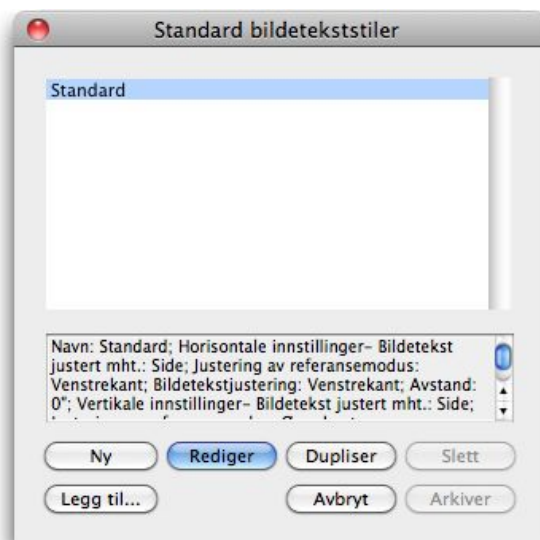 Standard bildetekststiler
Standard
Navn: Standard; Horisontale innstillinger– Bildetekst
justert mht.: Side; Justering av referansemodus:
Venstrekant; Bildetekstjustering: Venstrekant; Avstand:
0"; Vertikale innstillinger– Bildetekst justert mht.: Side;
Ny Rediger Dupliser Slett
Legg til... Avbryt Arkiver